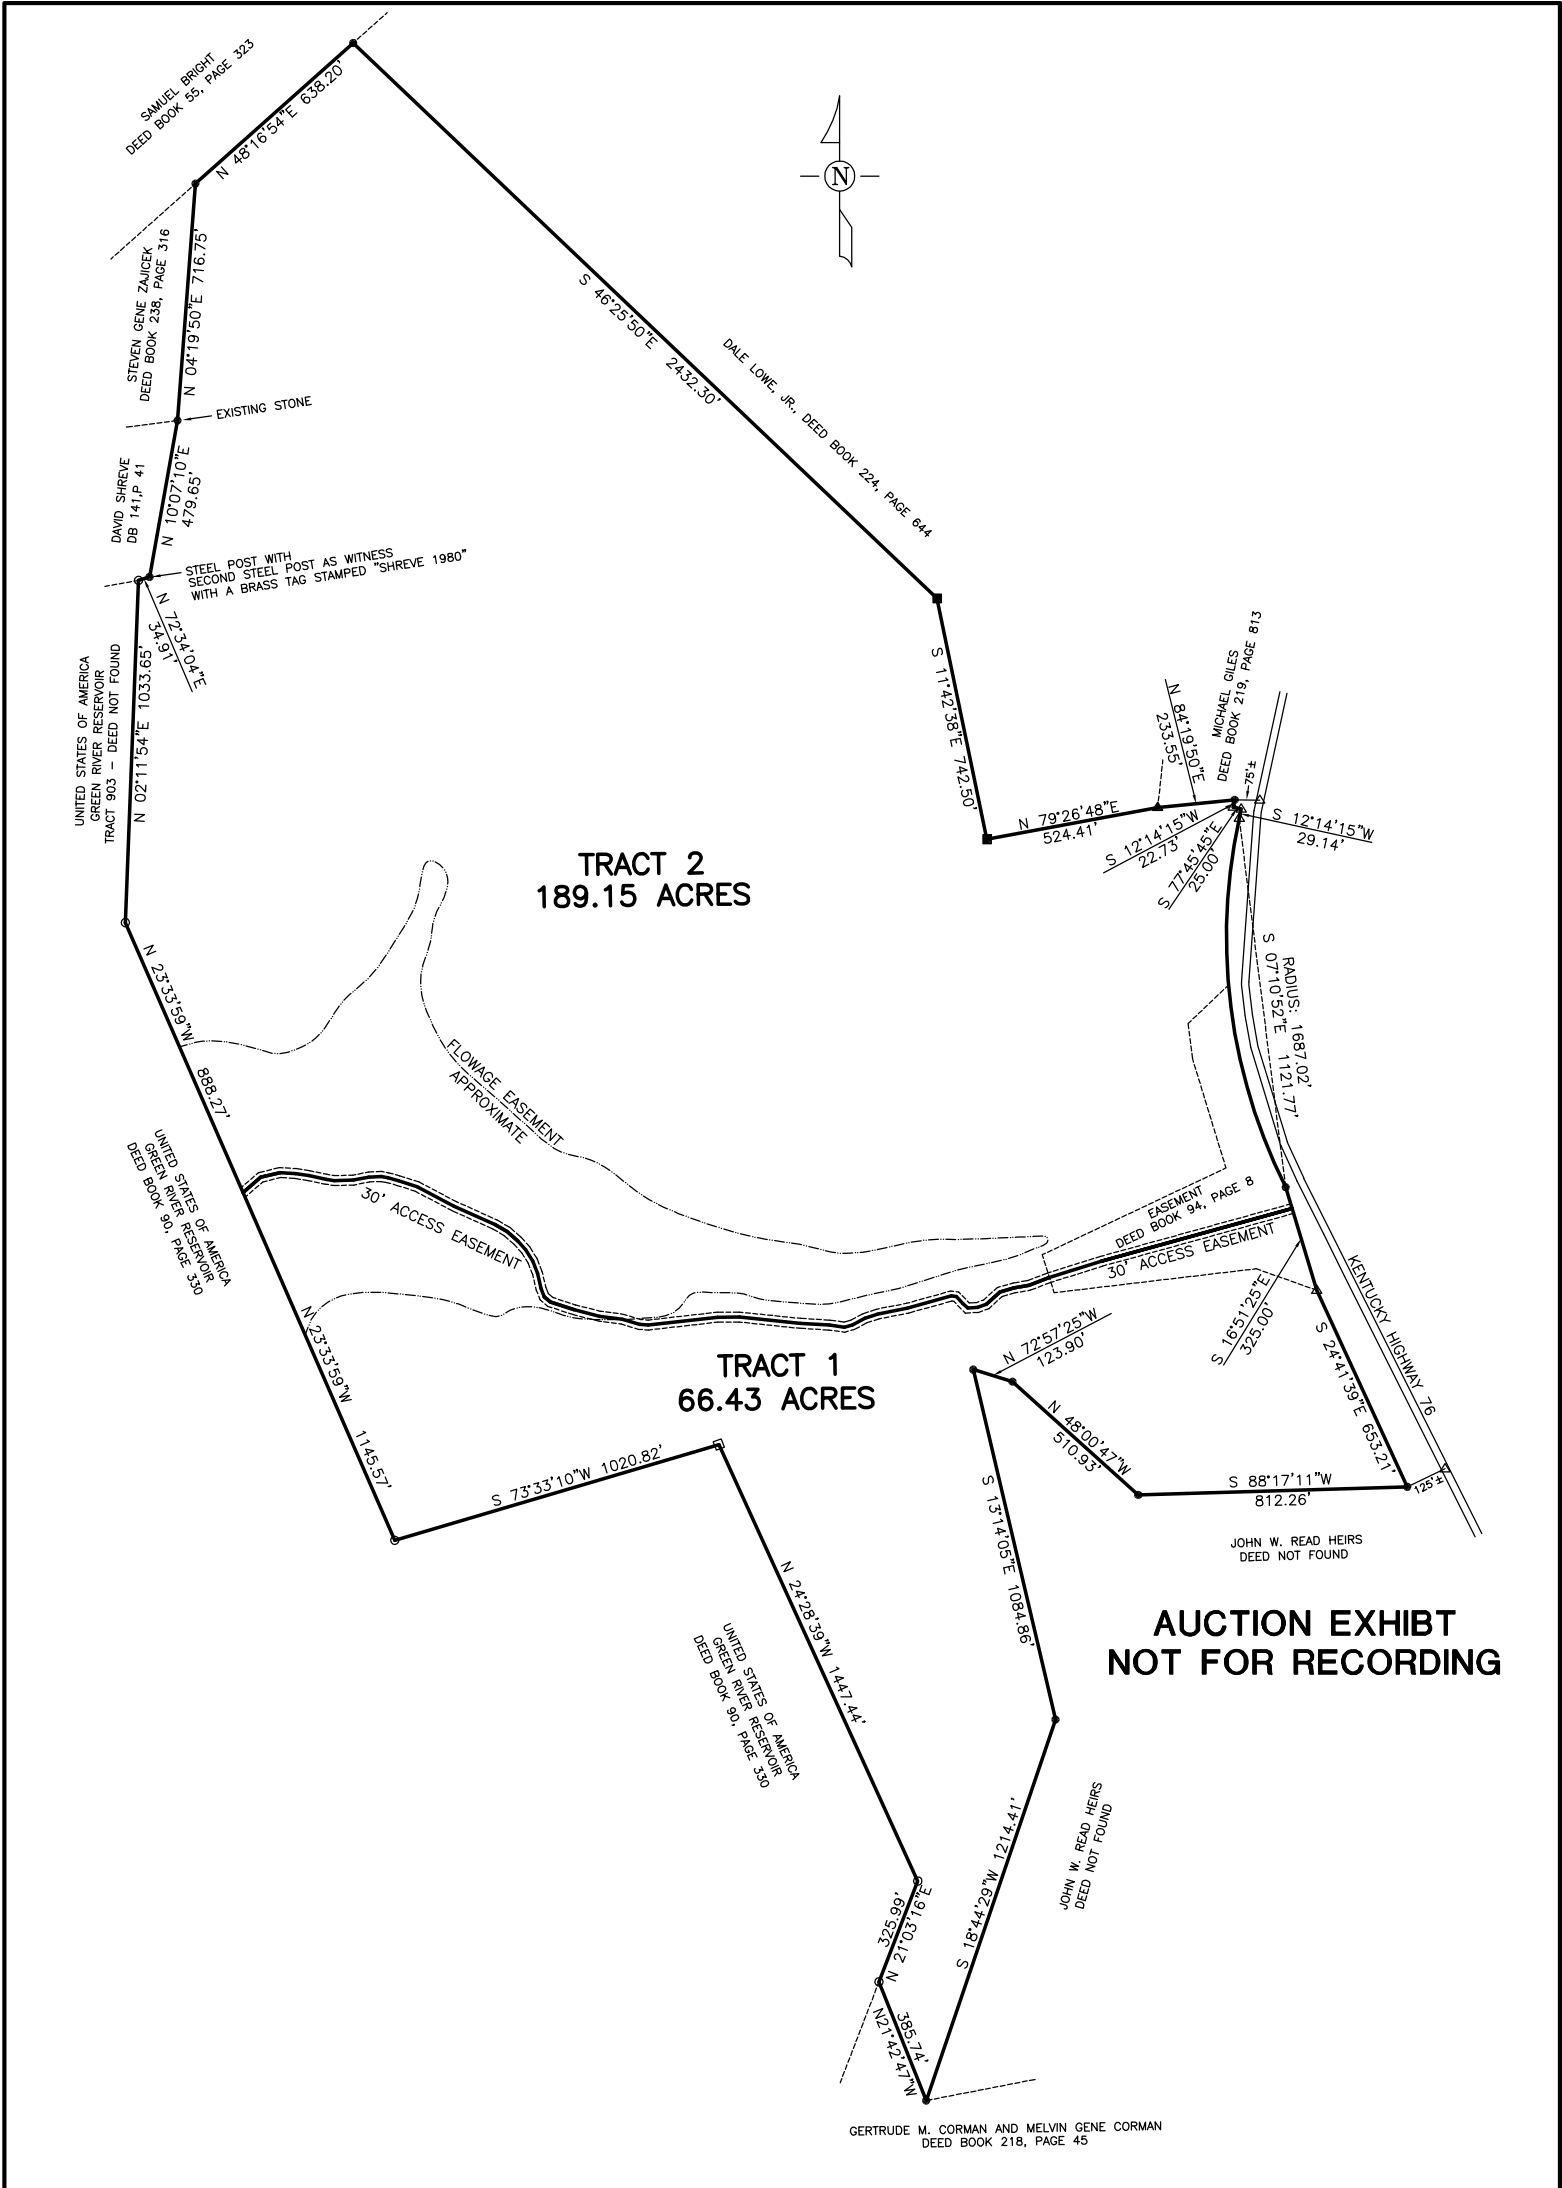 SAMUEL BRIGHT
DEED BOOK 55, PAGE 323
N 48°16'54"E 638.20'
N
STEVEN GENE ZAJICEK
DEED BOOK 238, PAGE 316
N 04°19'50"E 716.75'
S 46°25'50"E 2432.30'
DALE LOWE, JR., DEED BOOK 224, PAGE 644
EXISTING STONE
DAVID SHREVE
DB 141,P 41
N 10°07'10"E
479.65'
STEEL POST WITH
SECOND STEEL POST AS WITNESS
WITH A BRASS TAG STAMPED "SHREVE 1980"
N 72°34'04"E
34.91'
UNITED STATES OF AMERICA
GREEN RIVER RESERVOIR
TRACT 903 – DEED NOT FOUND
N 02°11'54"E 1033.65'
S 11°42'38"E 742.50'
MICHAEL GILES
DEED BOOK 219, PAGE 813
N 84°19'50"E
233.55'
75'±
N 79°26'48"E
524.41'
S 12°14'15"W
22.73'
S 77°45'45"E
25.00'
S 12°14'15"W
29.14'
TRACT 2
189.15 ACRES
RADIUS: 1687.02'
S 07°10'52"E 1121.77'
N 23°33'59"W 888.27'
FLOWAGE EASEMENT
APPROXIMATE
UNITED STATES OF AMERICA
GREEN RIVER RESERVOIR
DEED BOOK 90, PAGE 330
30' ACCESS EASEMENT
EASEMENT
DEED BOOK 94, PAGE 8
30' ACCESS EASEMENT
KENTUCKY HIGHWAY 76
S 16°51'25"E
325.00'
N 23°33'59"W 1145.57'
TRACT 1
66.43 ACRES
N 72°57'25"W
123.90'
S 24°41'39"E 653.21'
N 48°00'47"W
510.93'
S 88°17'11"W
812.26'
125'±
S 73°33'10"W 1020.82'
S 13°14'05"E 1084.86'
JOHN W. READ HEIRS
DEED NOT FOUND
AUCTION EXHIBT
NOT FOR RECORDING
N 24°28'39"W 1447.44'
UNITED STATES OF AMERICA
GREEN RIVER RESERVOIR
DEED BOOK 90, PAGE 330
JOHN W. READ HEIRS
DEED NOT FOUND
S 18°44'29"W 1214.41'
325.99'
N 21°03'16"E
385.74'
N21°42'47"W
GERTRUDE M. CORMAN AND MELVIN GENE CORMAN
DEED BOOK 218, PAGE 45